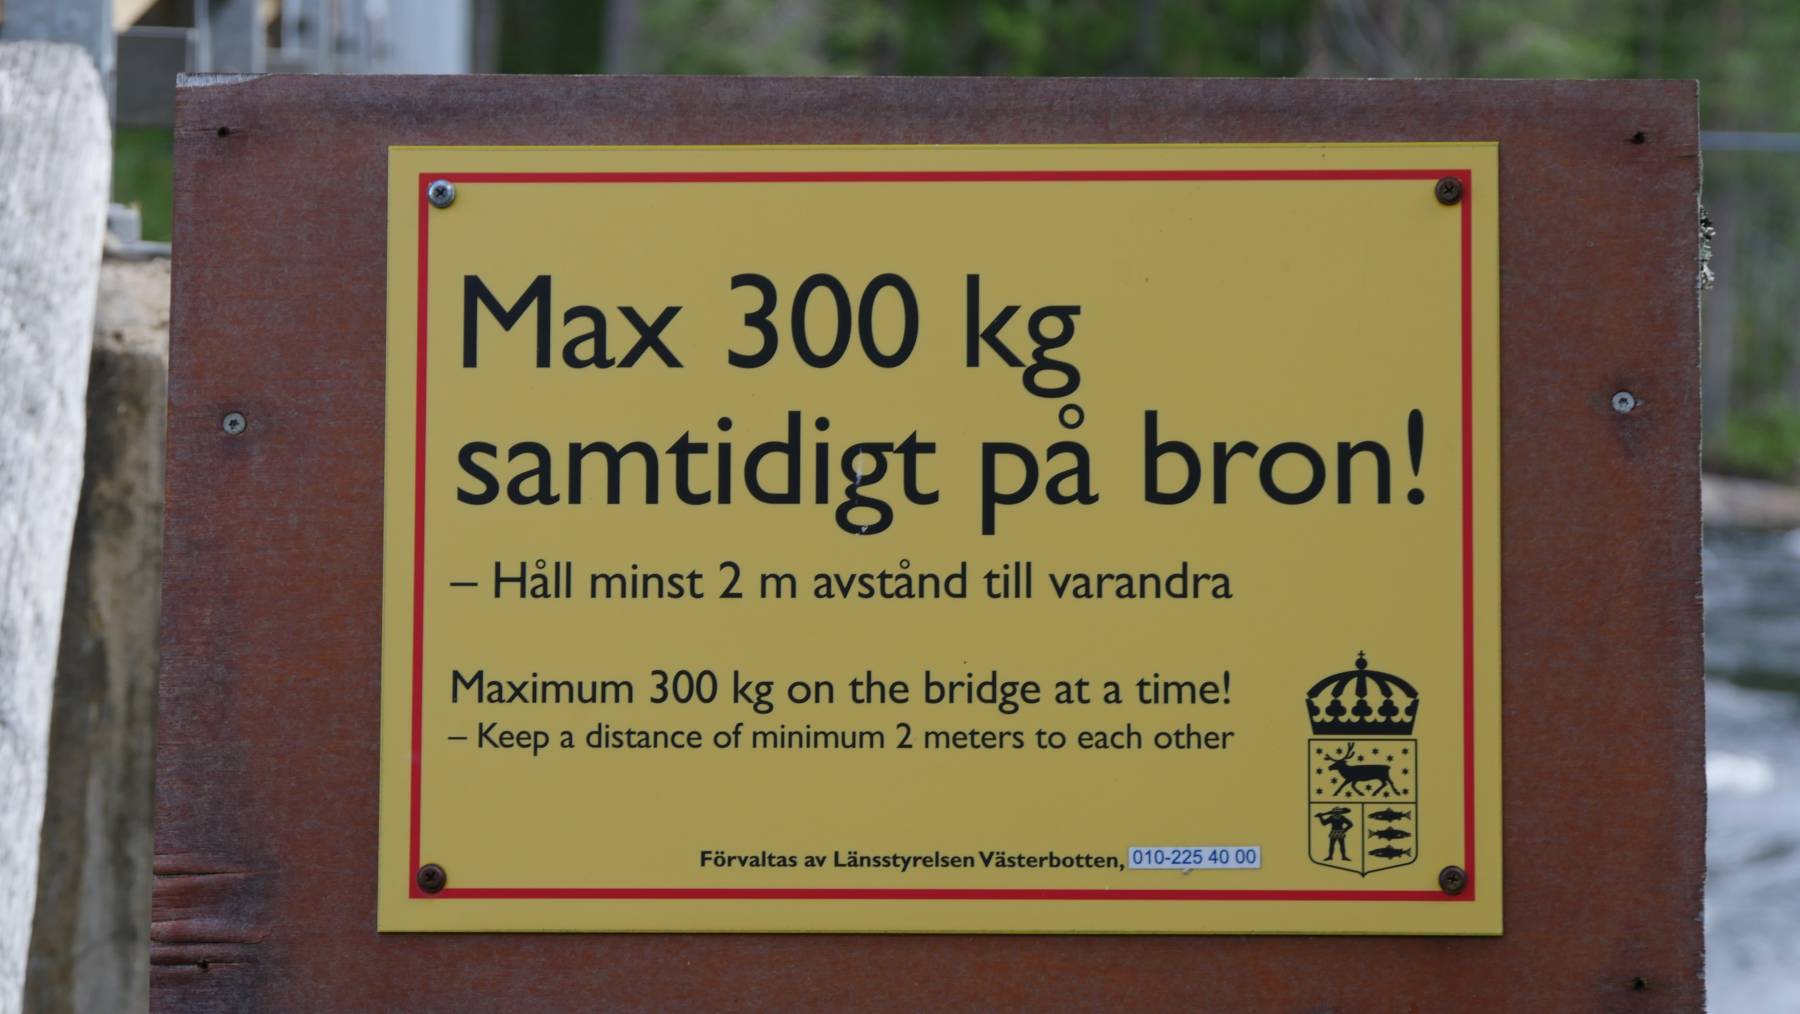 Max 300 kg
samtidigt på bron!
– Håll minst 2 m avstånd till varandra
Maximum 300 kg on the bridge at a time!
– Keep a distance of minimum 2 meters to each other
Förvaltas av Länsstyrelsen Västerbotten, 010-225 40 00